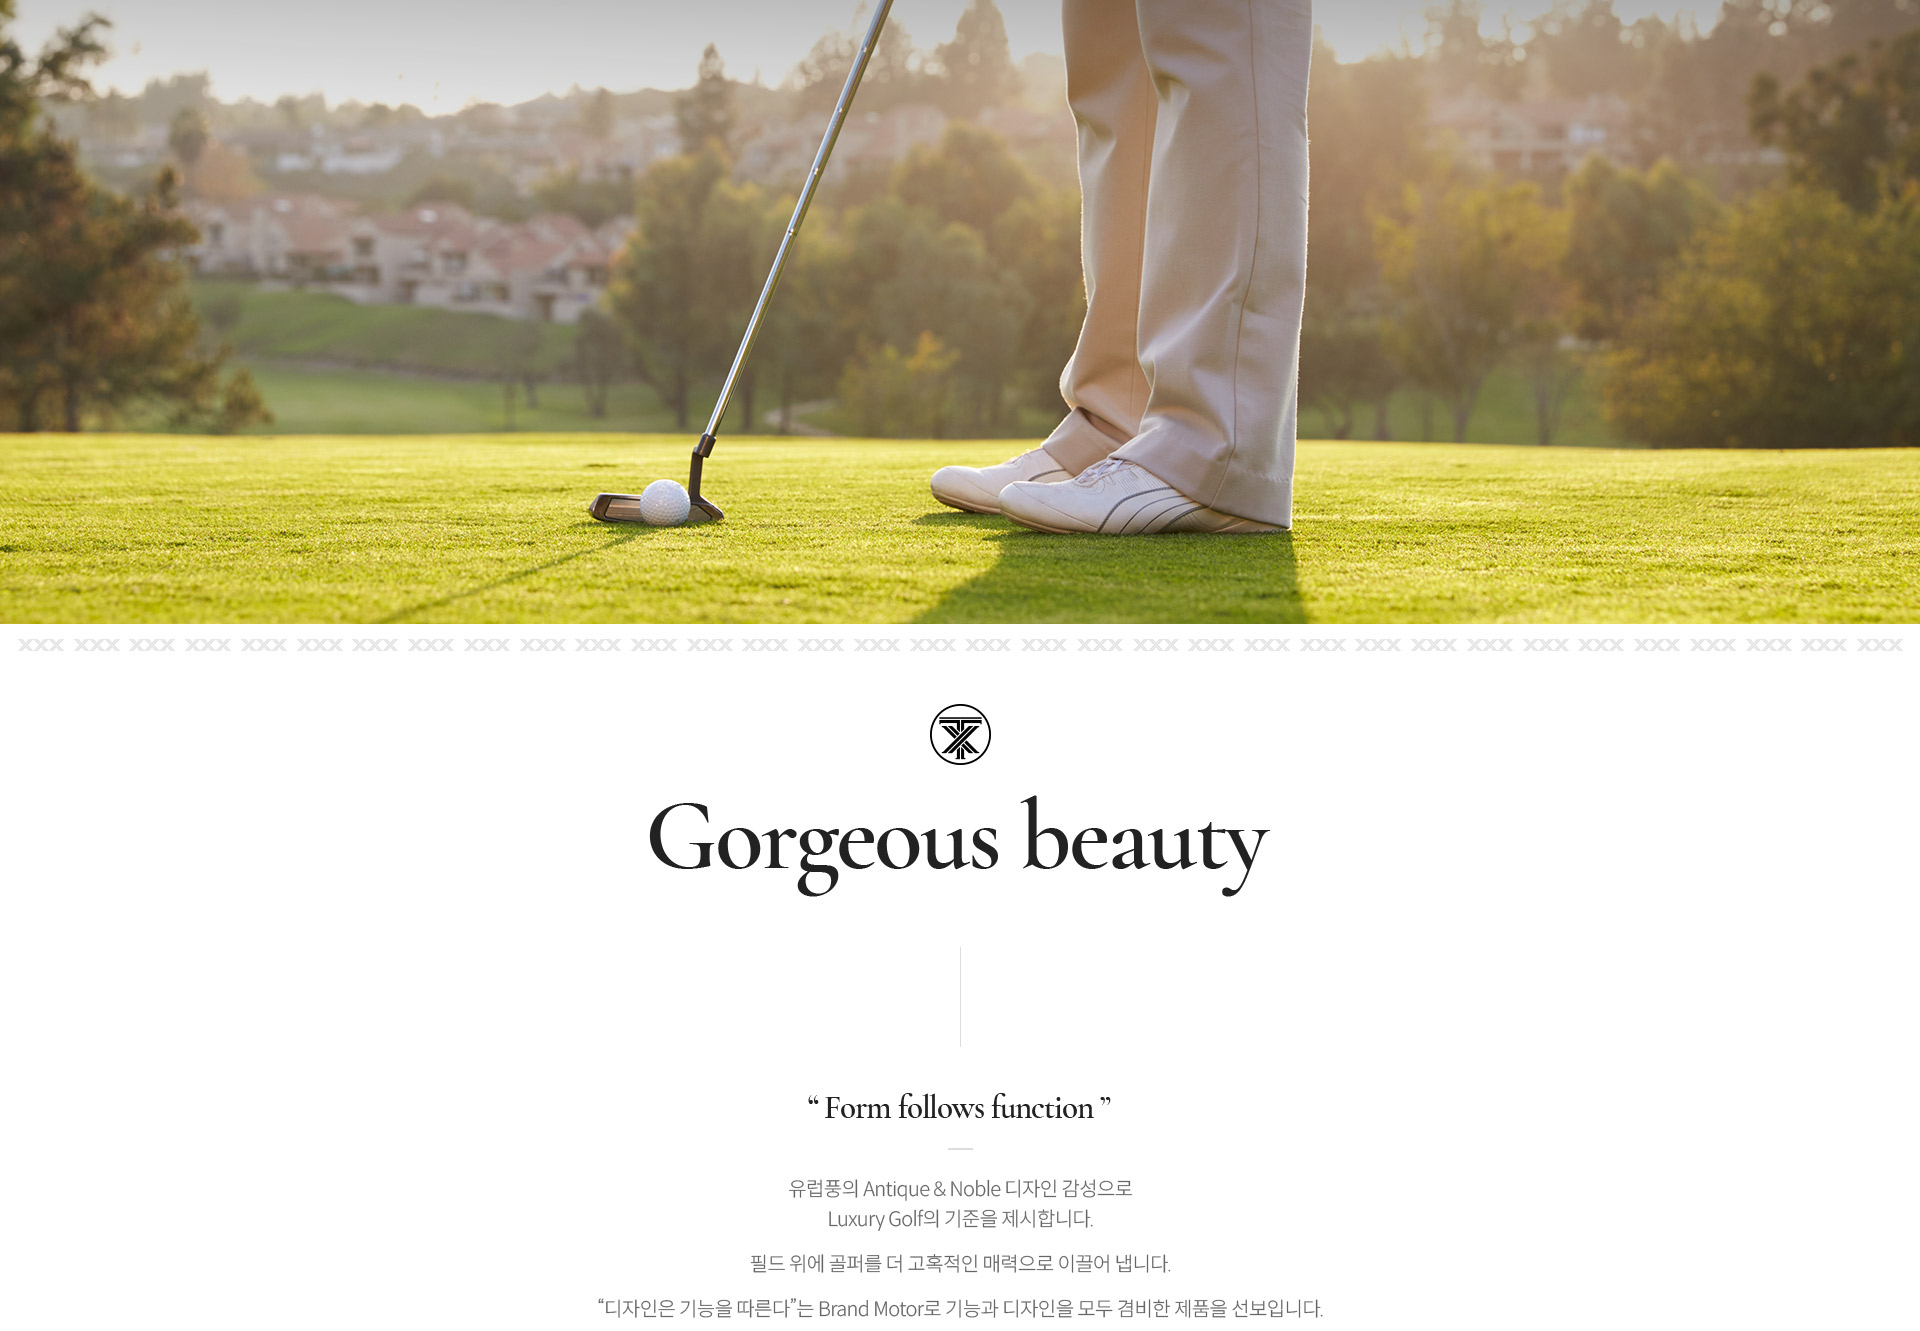 xxx xxx xxx xxx xxx xxx xxx xxx xxx xxx xxx xxx xxx xxx xxx xxx xxx xxx xxx xxx xxx xxx xxx xxx xxx xxx xxx xxx xxx xxx xxx xxx xxx xxx
Gorgeous beauty
“ Form follows function ”
유럽풍의 Antique & Noble 디자인 감성으로
Luxury Golf의 기준을 제시합니다.
필드 위에 골퍼를 더 고혹적인 매력으로 이끌어 냅니다.
“디자인은 기능을 따른다”는 Brand Motor로 기능과 디자인을 모두 겸비한 제품을 선보입니다.